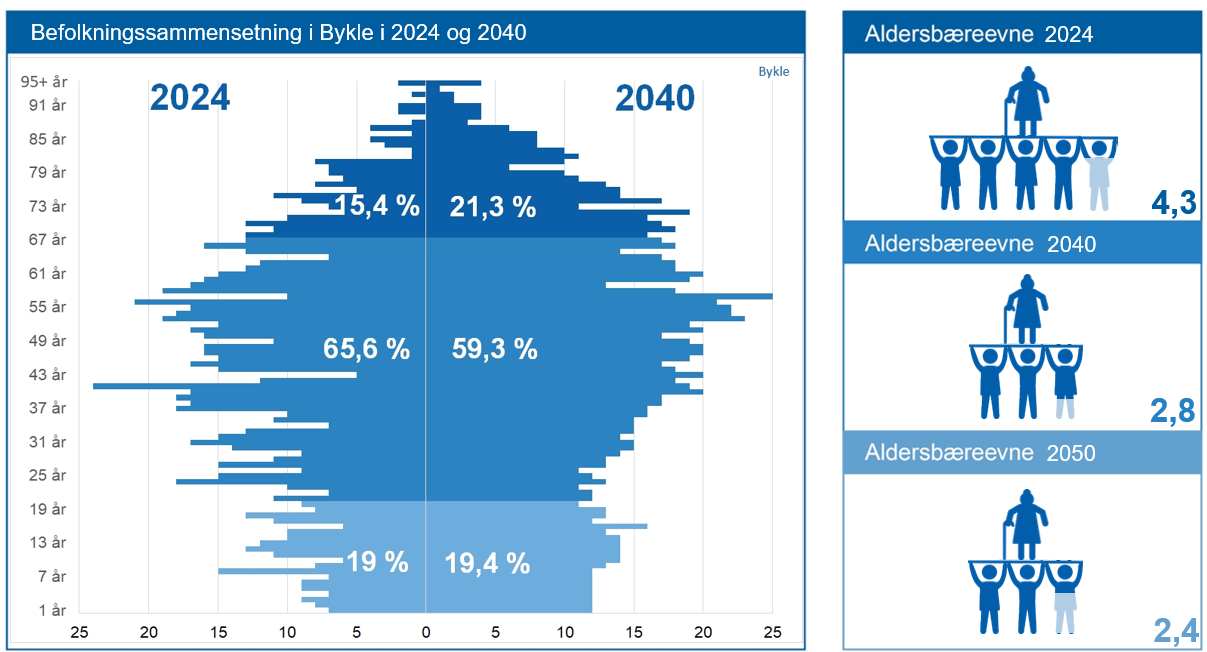 Befolkningssammensetning i Bykle i 2024 og 2040
Bykle
2024
2040
95+ år
91 år
85 år
79 år
73 år
67 år
61 år
55 år
49 år
43 år
37 år
31 år
25 år
19 år
13 år
7 år
1 år
15,4 %
21,3 %
65,6 %
59,3 %
19 %
19,4 %
25 20 15 10 5 0 5 10 15 20 25
Aldersbæreevne 2024
4,3
Aldersbæreevne 2040
2,8
Aldersbæreevne 2050
2,4